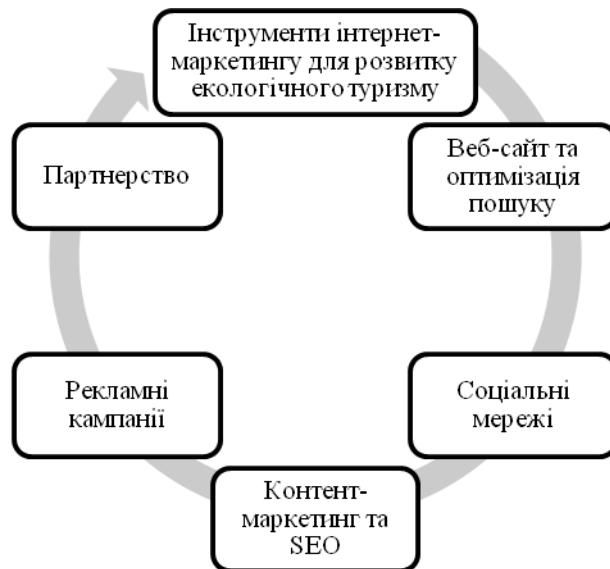 Інструменти інтернет-
маркетингу для розвитку
екологічного туризму
Веб-сайт та
оптимізація
пошуку
Соціальні
мережі
Контент-
маркетинг та
SEO
Рекламні
кампанії
Партнерство